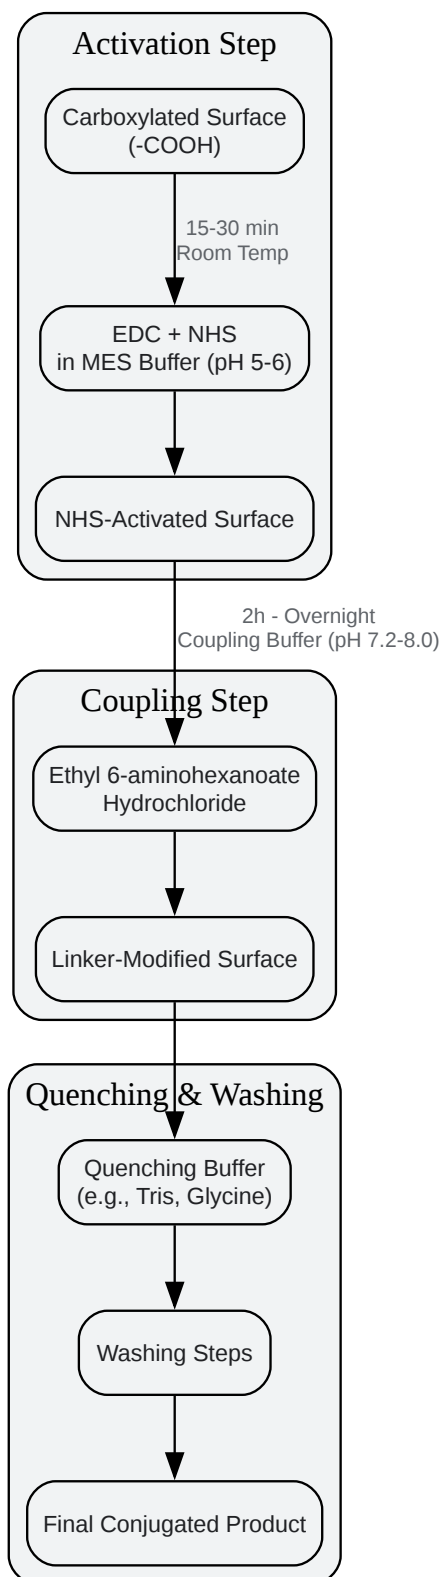 Activation Step
Carboxylated Surface
(-COOH)
15-30 min
Room Temp
EDC + NHS
in MES Buffer (pH 5-6)
NHS-Activated Surface
2h - Overnight
Coupling Buffer (pH 7.2-8.0)
Coupling Step
Ethyl 6-aminohexanoate
Hydrochloride
Linker-Modified Surface
Quenching & Washing
Quenching Buffer
(e.g., Tris, Glycine)
Washing Steps
Final Conjugated Product